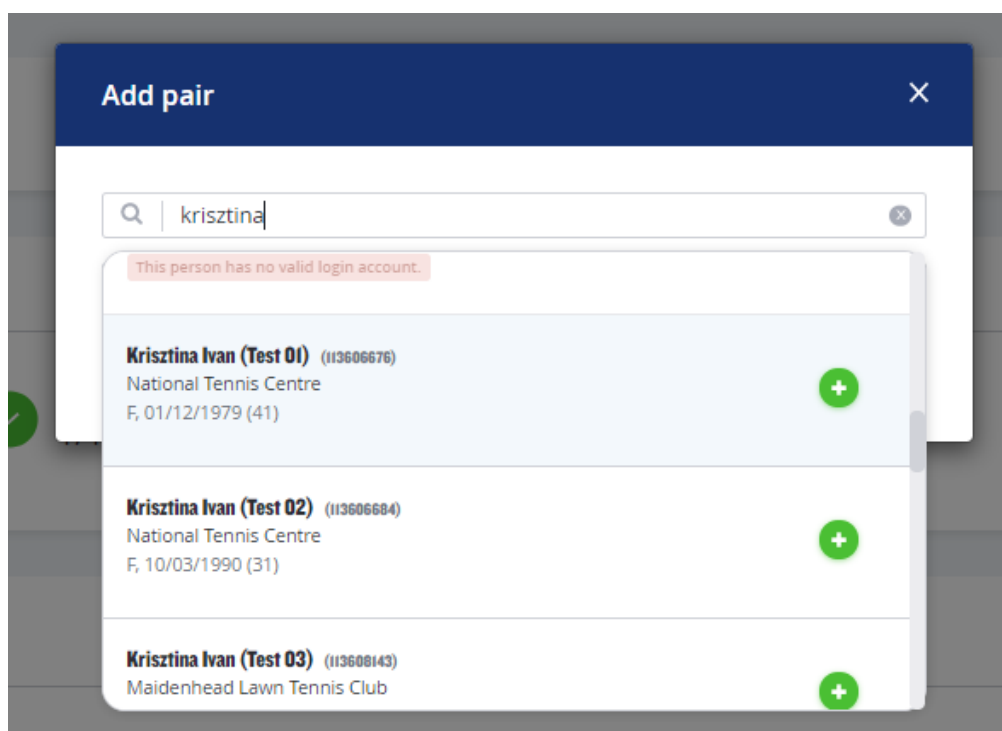 Add pair
krisztina
This person has no valid login account.
Krisztina Ivan (Test 01) (113606676)
National Tennis Centre
F, 01/12/1979 (41)
Krisztina Ivan (Test 02) (113606684)
National Tennis Centre
F, 10/03/1990 (31)
Krisztina Ivan (Test 03) (113608143)
Maidenhead Lawn Tennis Club